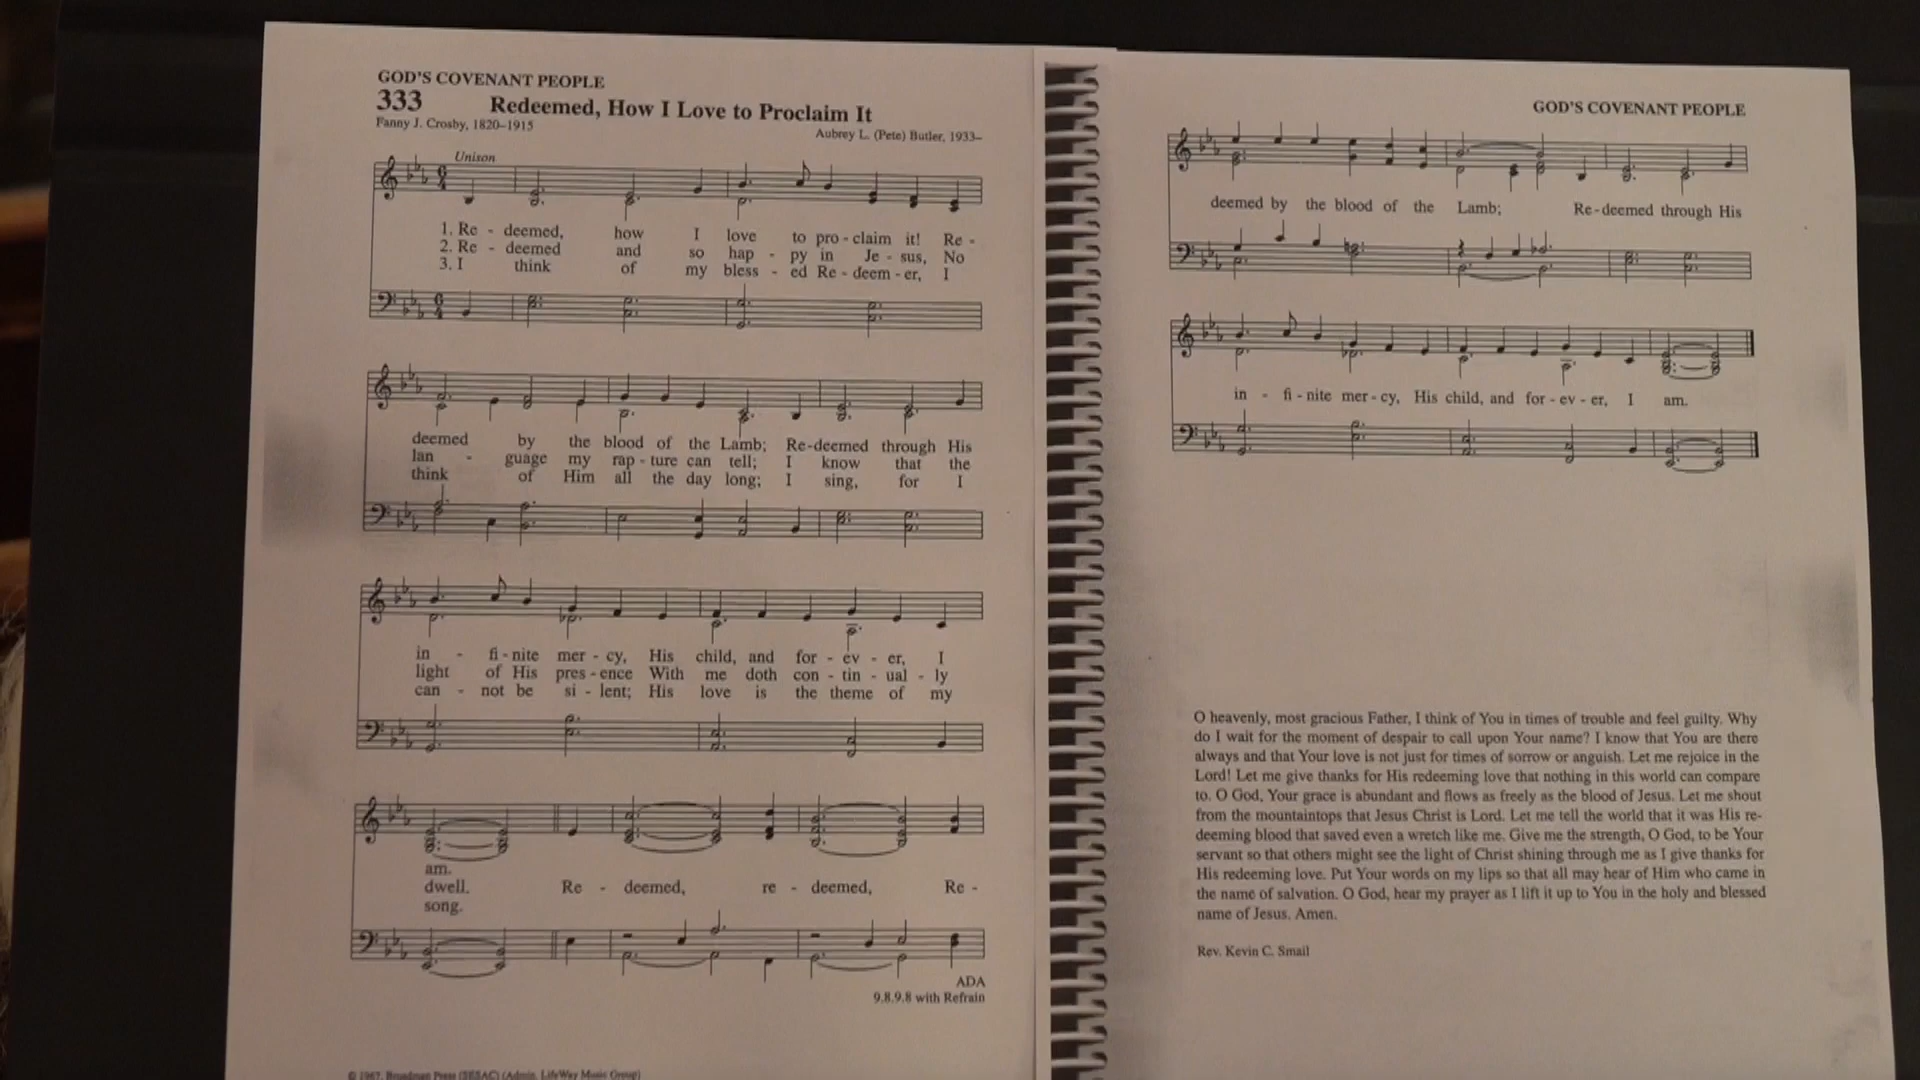 GOD'S COVENANT PEOPLE
333 Redeemed, How I Love to Proclaim It
Fanny J. Crosby, 1820–1915
Aubrey L. (Pete) Butler, 1933–
Unison
1. Re - deemed, how I love to pro - claim it! Re -
2. Re - deemed and so hap - py in Je - sus, No
3. I think of my bless - ed Re - deem - er, I
deemed by the blood of the Lamb; Re-deemed through His
lan - guage my rap - ture can tell; I know that the
think of Him all the day long; I sing, for I
in - fi - nite mer - cy, His child, and for - ev - er, I
light of His pres - ence With me doth con - tin - ual - ly
can - not be si - lent; His love is the theme of my
am.
dwell. Re - deemed, re - deemed, Re -
song.
ADA
9.8.9.8 with Refrain
© 1967, Broadman Press (SESAC) (Admin. LifeWay Music Group)
GOD'S COVENANT PEOPLE
deemed by the blood of the Lamb; Re-deemed through His
in - fi - nite mer - cy, His child, and for - ev - er, I am.
O heavenly, most gracious Father, I think of You in times of trouble and feel guilty. Why
do I wait for the moment of despair to call upon Your name? I know that You are there
always and that Your love is not just for times of sorrow or anguish. Let me rejoice in the
Lord! Let me give thanks for His redeeming love that nothing in this world can compare
to. O God, Your grace is abundant and flows as freely as the blood of Jesus. Let me shout
from the mountaintops that Jesus Christ is Lord. Let me tell the world that it was His re-
deeming blood that saved even a wretch like me. Give me the strength, O God, to be Your
servant so that others might see the light of Christ shining through me as I give thanks for
His redeeming love. Put Your words on my lips so that all may hear of Him who came in
the name of salvation. O God, hear my prayer as I lift it up to You in the holy and blessed
name of Jesus. Amen.
Rev. Kevin C. Smail